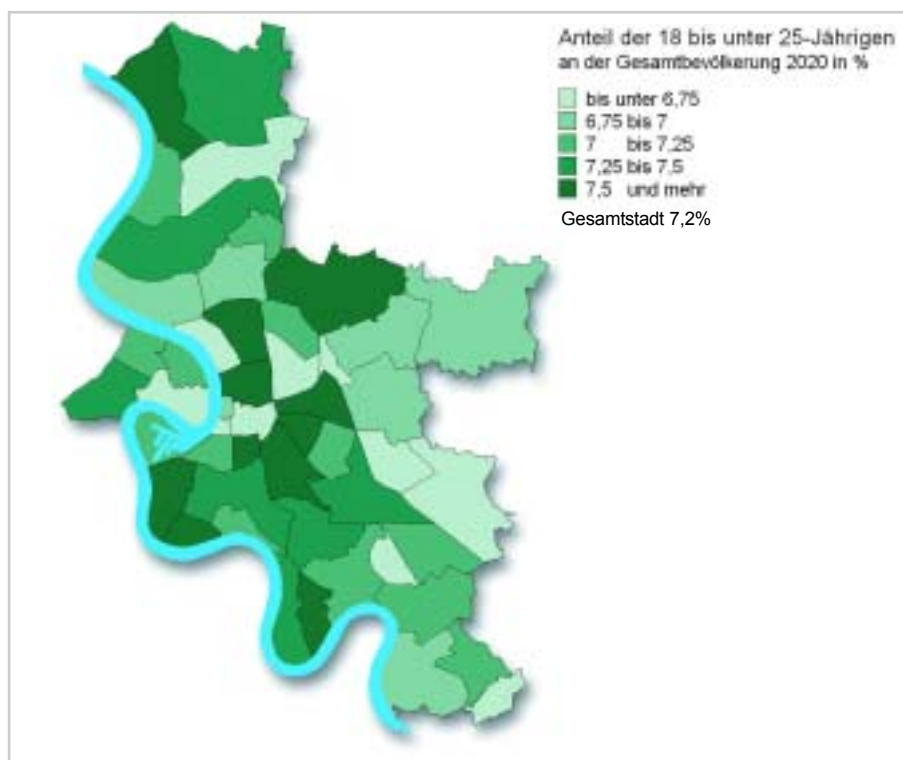 Anteil der 18 bis unter 25-Jährigen
an der Gesamtbevölkerung 2020 in %
bis unter 6,75
6,75 bis 7
7 bis 7,25
7,25 bis 7,5
7,5 und mehr
Gesamtstadt 7,2%